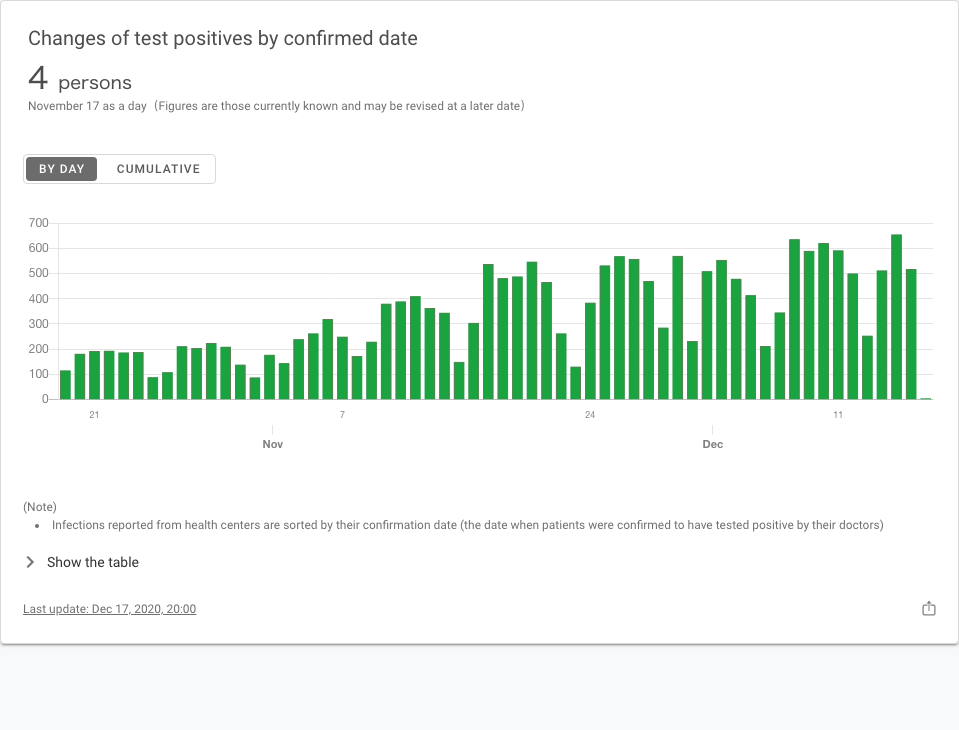 Changes of test positives by confirmed date
4 persons
November 17 as a day（Figures are those currently known and may be revised at a later date）
BY DAY CUMULATIVE
700
600
500
400
300
200
100
0
21 7 24 11
Nov Dec
(Note)
• Infections reported from health centers are sorted by their confirmation date (the date when patients were confirmed to have tested positive by their doctors)
Show the table
Last update: Dec 17, 2020, 20:00